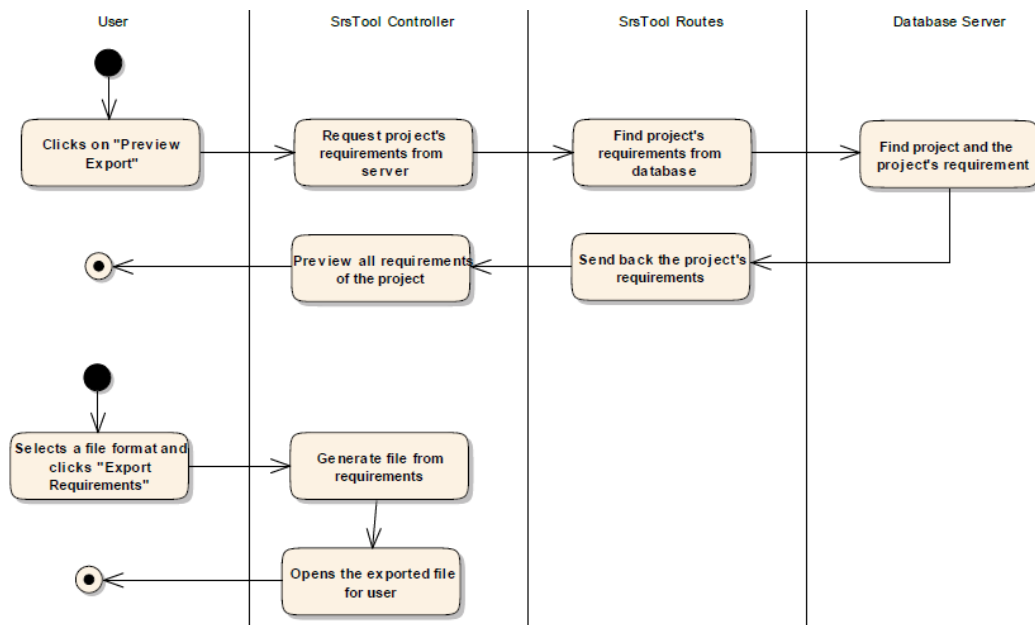 User
SrsTool Controller
SrsTool Routes
Database Server
Clicks on "Preview
Export"
Request project's
requirements from
server
Find project's
requirements from
database
Find project and the
project's requirement
Preview all requirements
of the project
Send back the project's
requirements
Selects a file format and
clicks "Export
Requirements"
Generate file from
requirements
Opens the exported file
for user